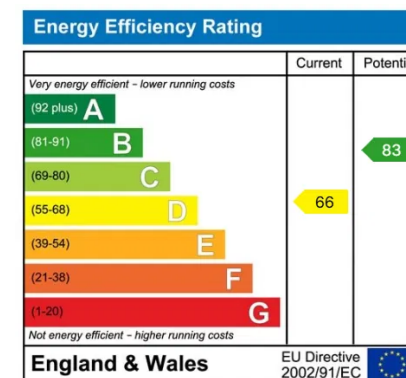 Energy Efficiency Rating
Current Potenti
Very energy efficient - lower running costs
(92 plus) A
(81-91) B
83
(69-80) C
(55-68) D
66
(39-54) E
(21-38) F
(1-20) G
Not energy efficient - higher running costs
England & Wales
EU Directive
2002/91/EC